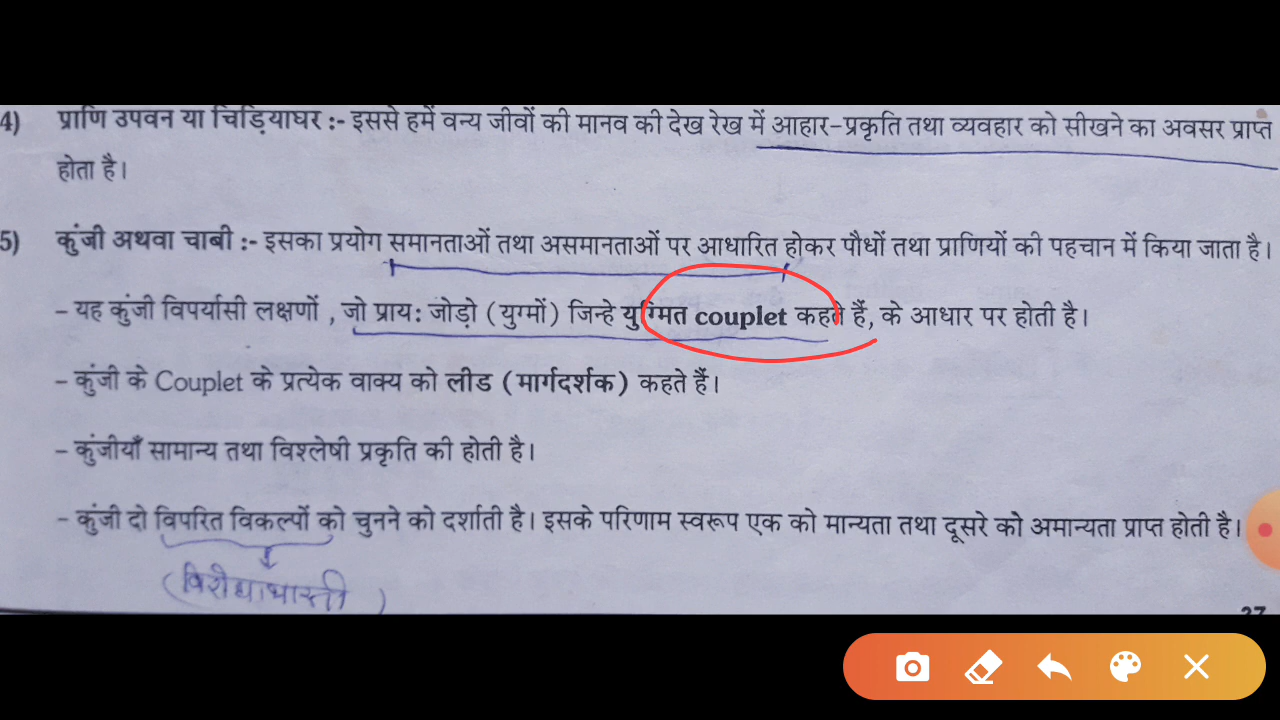 4) प्राणि उपवन या चिड़ियाघर :- इससे हमें वन्य जीवों की मानव की देख रेख में आहार-प्रकृति तथा व्यवहार को सीखने का अवसर प्राप्त
होता है।
5) कुंजी अथवा चाबी :- इसका प्रयोग समानताओं तथा असमानताओं पर आधारित होकर पौधों तथा प्राणियों की पहचान में किया जाता है।
– यह कुंजी विपर्यासी लक्षणों , जो प्राय: जोड़ो (युग्मों) जिन्हे युग्मित couplet कहते हैं, के आधार पर होती है।
– कुंजी के Couplet के प्रत्येक वाक्य को लीड (मार्गदर्शक) कहते हैं।
– कुंजीयाँ सामान्य तथा विश्लेषी प्रकृति की होती है।
– कुंजी दो विपरित विकल्पों को चुनने को दर्शाती है। इसके परिणाम स्वरूप एक को मान्यता तथा दूसरे को अमान्यता प्राप्त होती है।